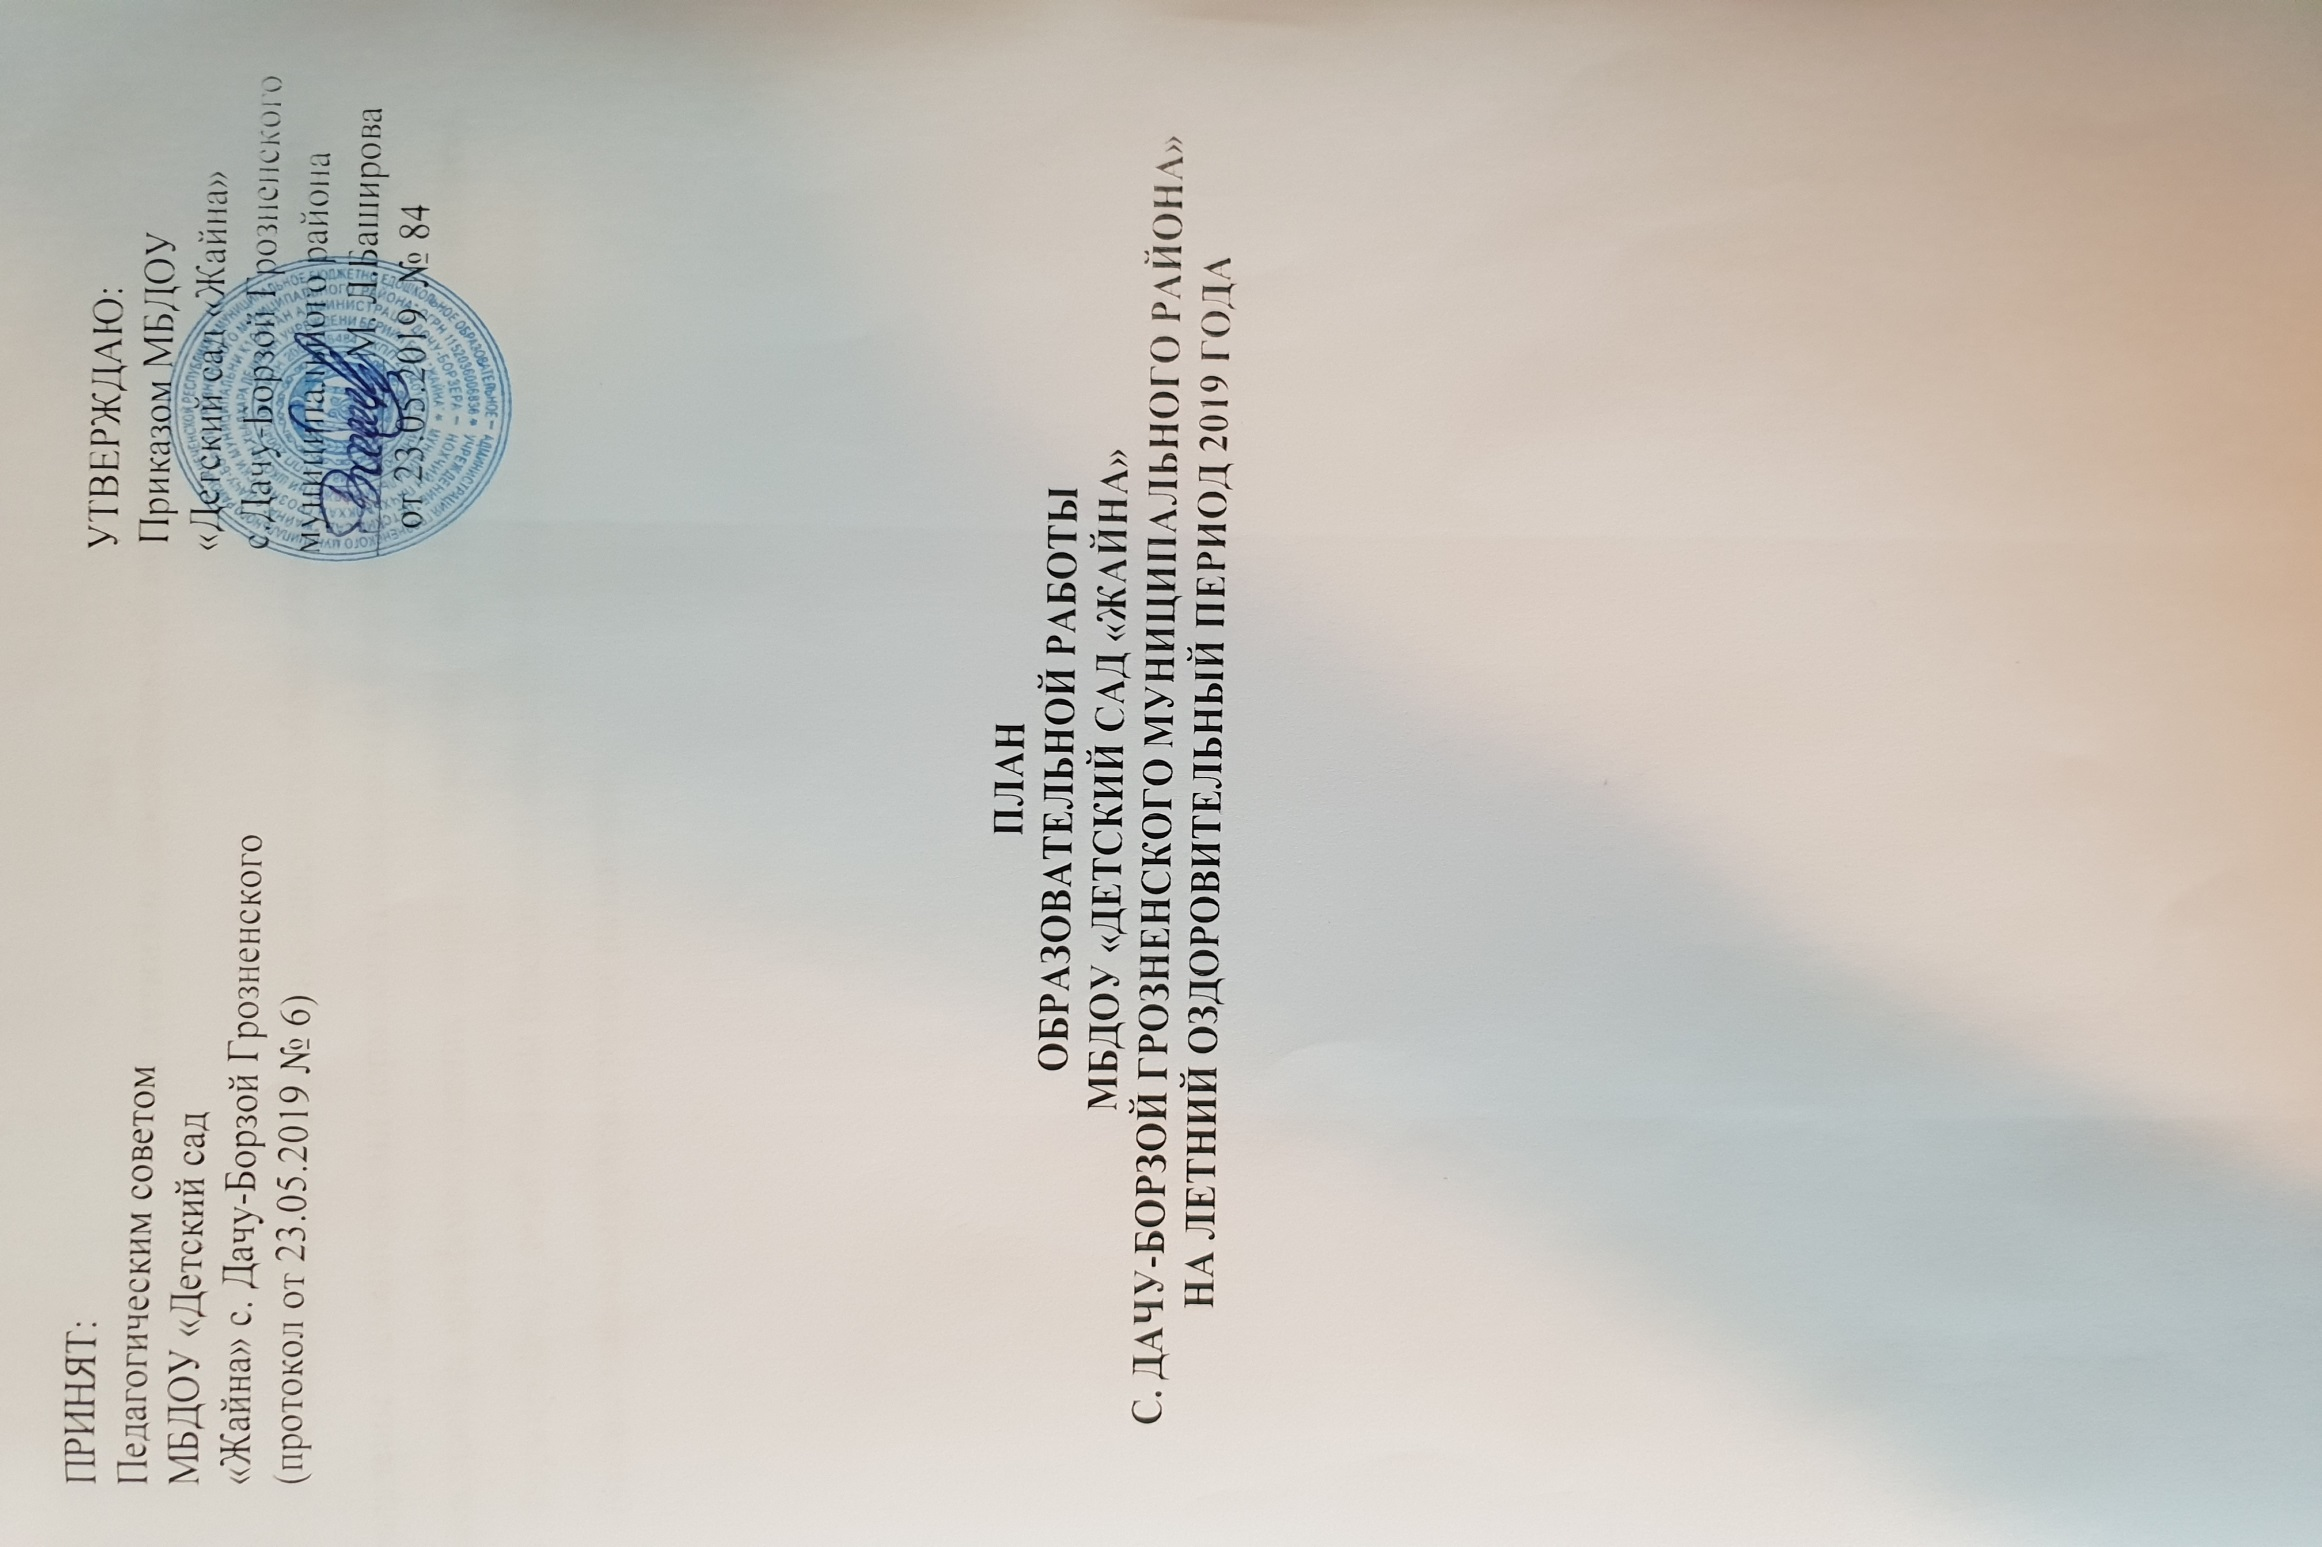 ПРИНЯТ:
Педагогическим советом
МБДОУ «Детский сад
«Жайна» с. Дачу-Борзой Грозненского
(протокол от 23.05.2019 № 6)
УТВЕРЖДАЮ:
Приказом МБДОУ
«Детский сад «Жайна»
с. Дачу-Борзой Грозненского
муниципального района
М. Л.Баширова
от 23.05.2019 № 84
ПЛАН
ОБРАЗОВАТЕЛЬНОЙ РАБОТЫ
МБДОУ «ДЕТСКИЙ САД «ЖАЙНА»
С. ДАЧУ-БОРЗОЙ ГРОЗНЕНСКОГО МУНИЦИПАЛЬНОГО РАЙОНА»
НА ЛЕТНИЙ ОЗДОРОВИТЕЛЬНЫЙ ПЕРИОД 2019 ГОДА